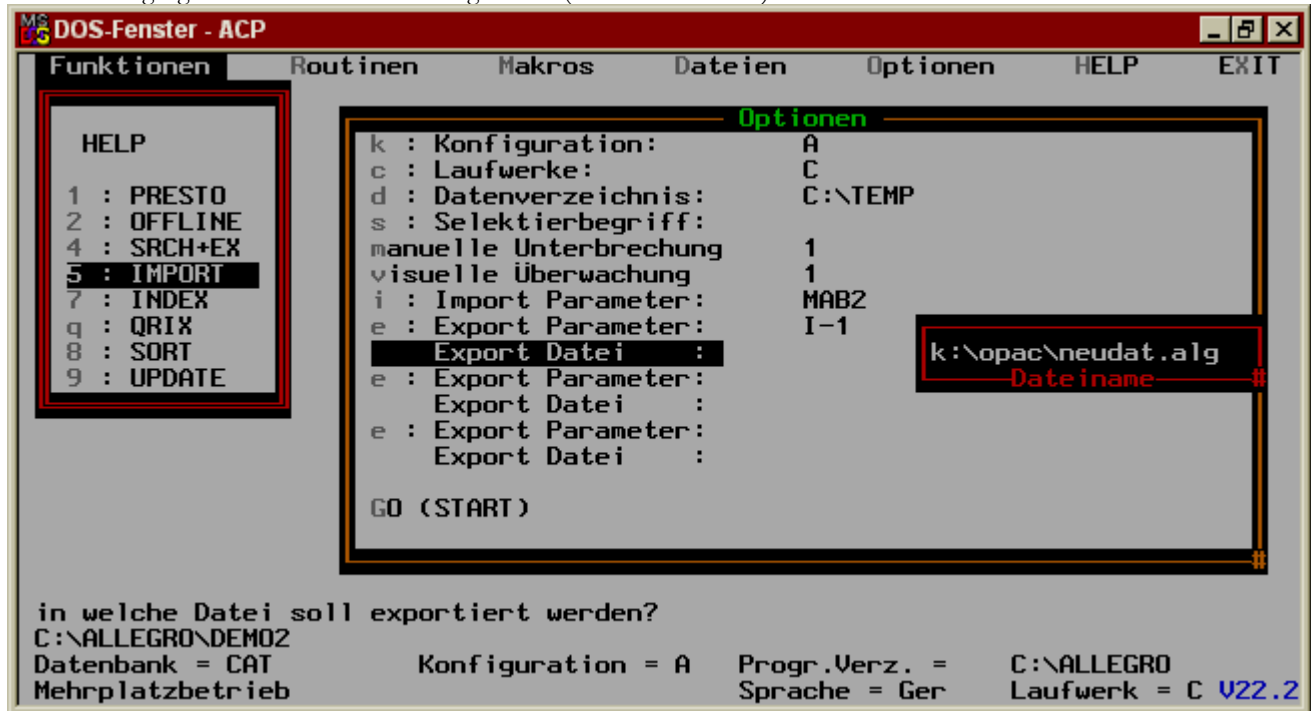 DOS-Fenster - ACP
Funktionen Routinen Makros Dateien Optionen HELP EXIT
HELP
1 : PRESTO
2 : OFFLINE
4 : SRCH+EX
5 : IMPORT
7 : INDEX
q : QRIX
8 : SORT
9 : UPDATE
Optionen
k : Konfiguration: A
c : Laufwerke: C
d : Datenverzeichnis: C:\TEMP
s : Selektierbegriff:
manuelle Unterbrechung 1
visuelle Überwachung 1
i : Import Parameter: MAB2
e : Export Parameter: I-1
Export Datei :
e : Export Parameter:
Export Datei :
e : Export Parameter:
Export Datei :
GO (START)
k:\opac\neudat.alg
Dateiname
in welche Datei soll exportiert werden?
C:\ALLEGRO\DEMO2
Datenbank = CAT Konfiguration = A Progr.Verz. = C:\ALLEGRO
Mehrplatzbetrieb Sprache = Ger Laufwerk = C V22.2